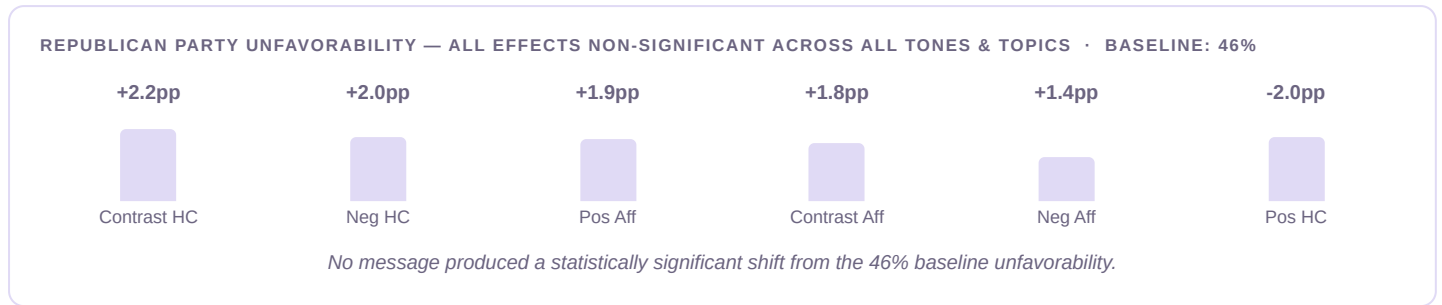 REPUBLICAN PARTY UNFAVORABILITY — ALL EFFECTS NON-SIGNIFICANT ACROSS ALL TONES & TOPICS · BASELINE: 46%
+2.2pp +2.0pp +1.9pp +1.8pp +1.4pp -2.0pp
Contrast HC Neg HC Pos Aff Contrast Aff Neg Aff Pos HC
No message produced a statistically significant shift from the 46% baseline unfavorability.